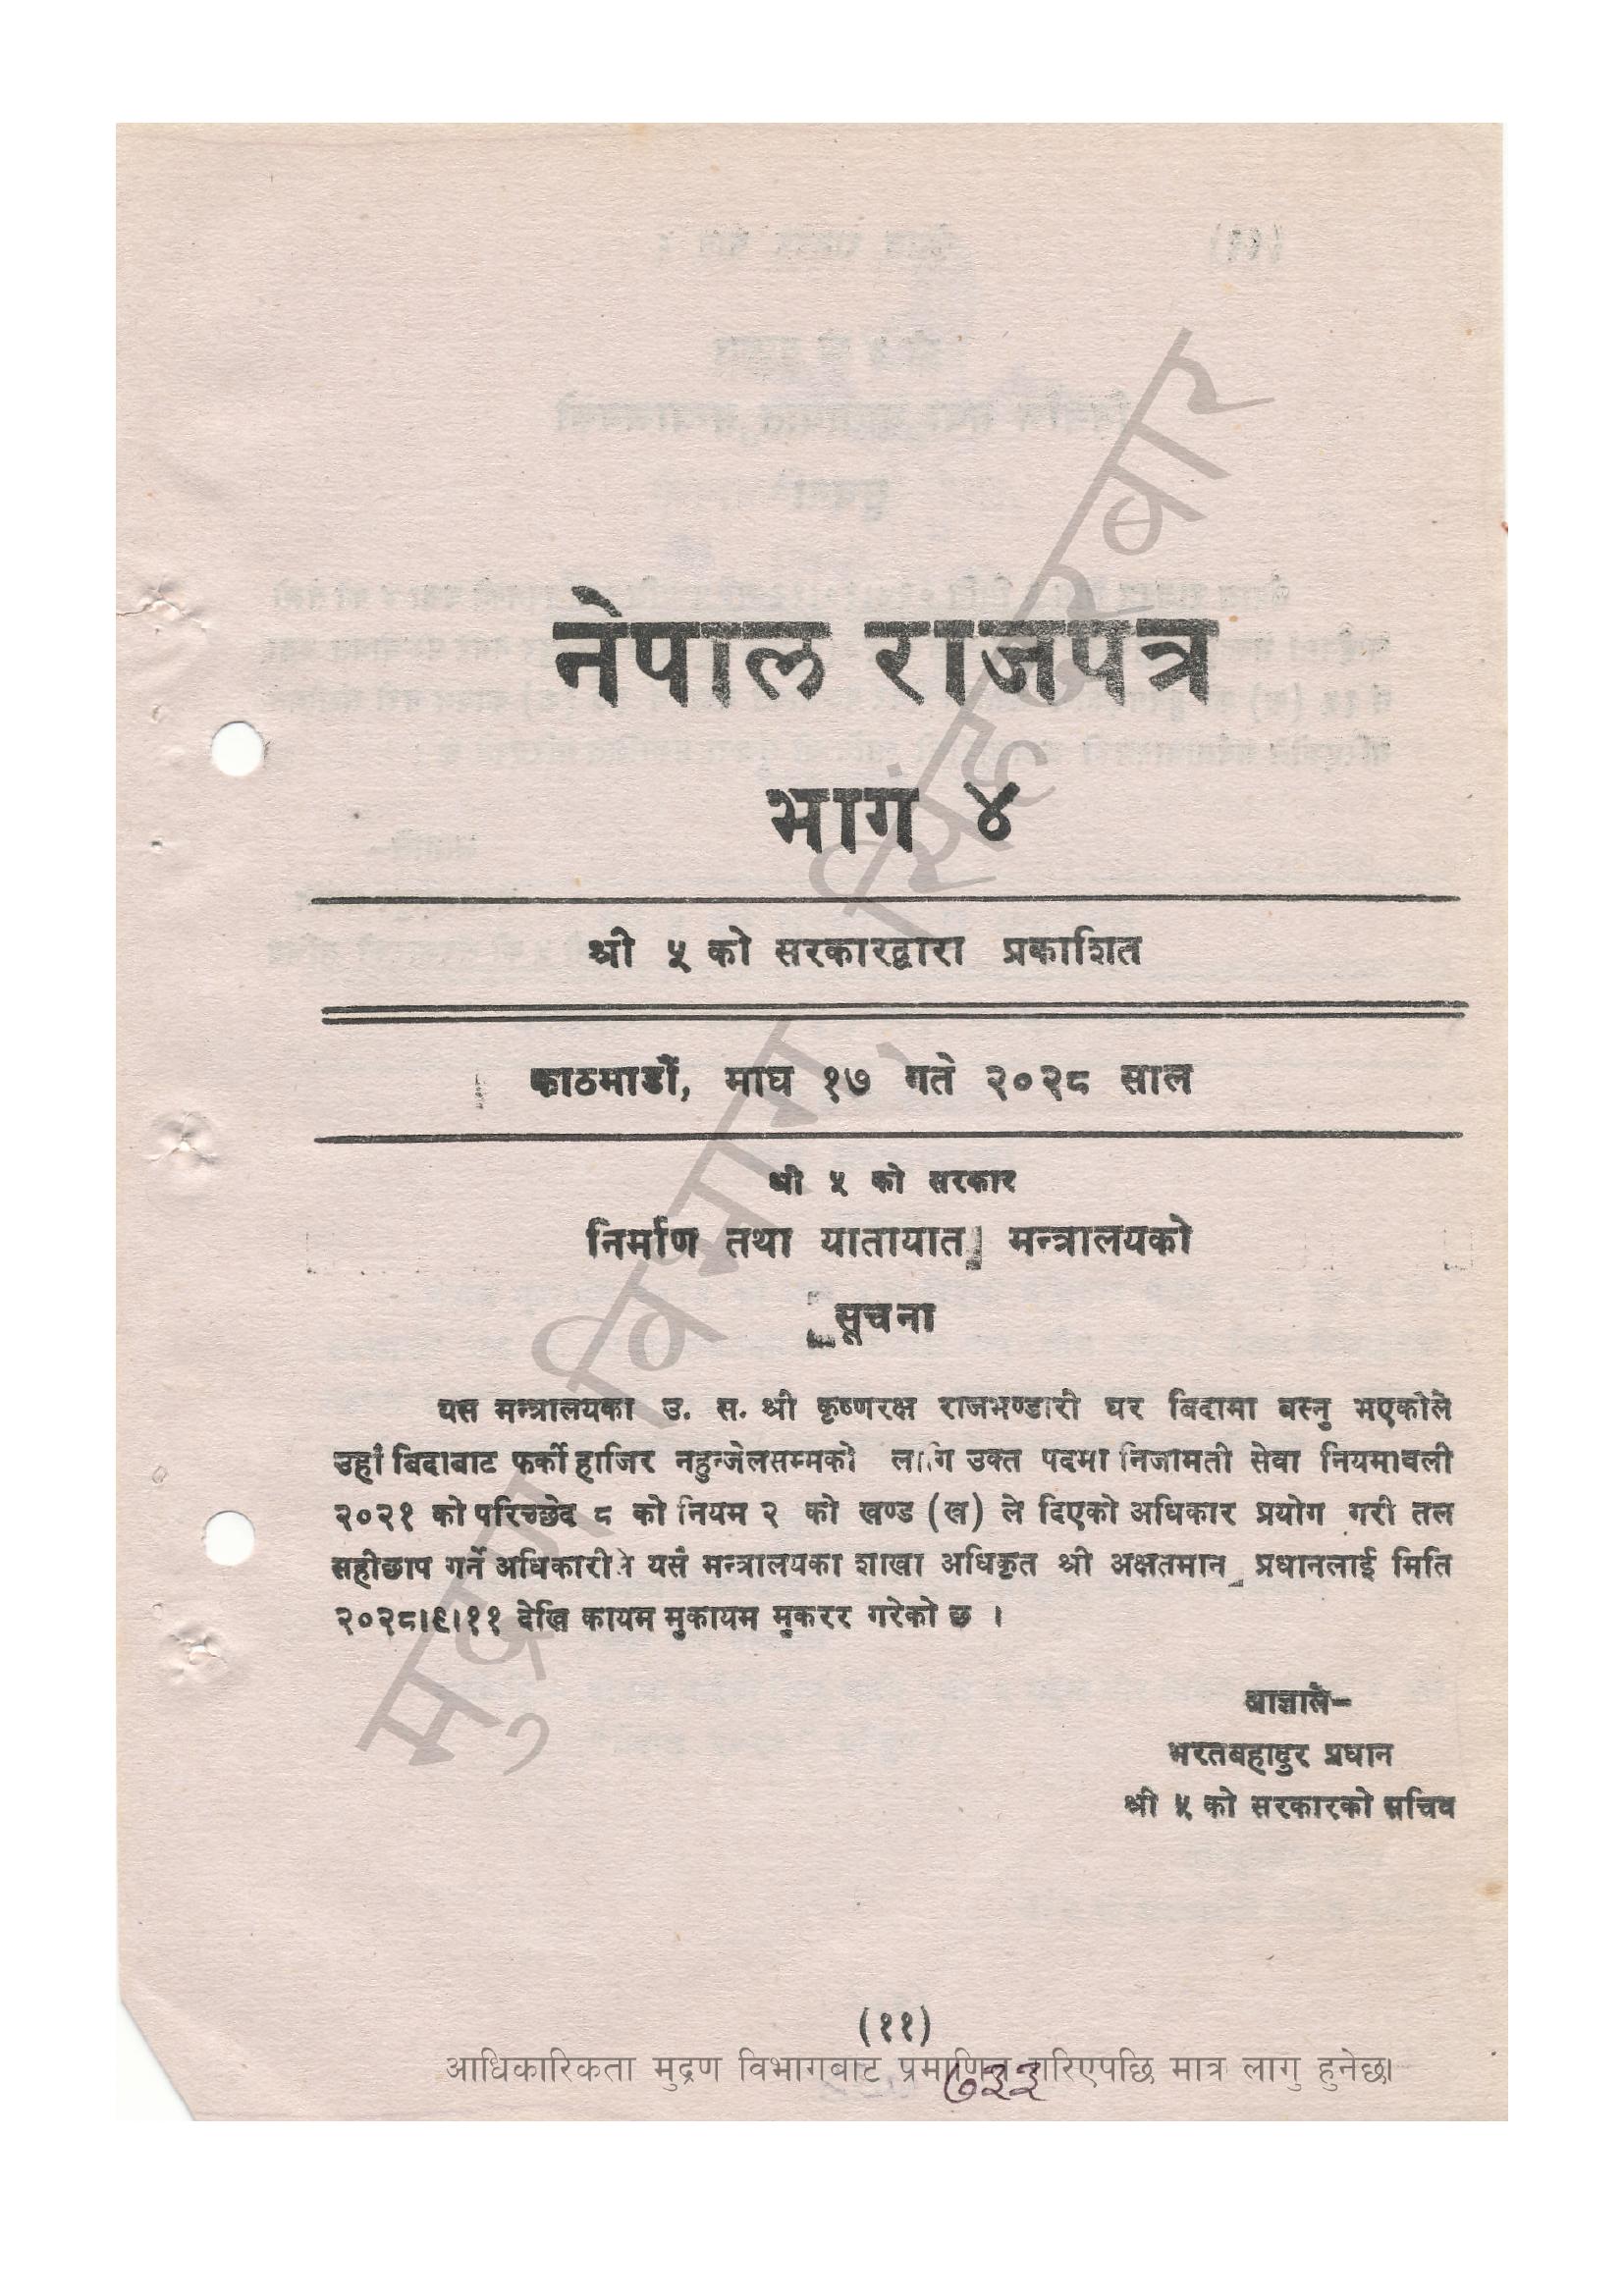 नेपाल राजपत्र
भाग ४
श्री ५ को सरकारद्वारा प्रकाशित
काठमाडौं, माघ १७ गते २०२८ साल
श्री ५ को सरकार
निर्माण तथा यातायात मन्त्रालयको
सूचना
यस मन्त्रालयका उ. स. श्री कृष्णरक्ष राजभण्डारी घर बिदामा बस्नु भएकोले
उहाँ बिदाबाट फर्की हाजिर नहुन्जेलसम्मको लागि उक्त पदमा निजामती सेवा नियमावली
२०२१ को परिच्छेद ८ को नियम २ को खण्ड (ख) ले दिएको अधिकार प्रयोग गरी तल
सहीछाप गर्ने अधिकारीले यसै मन्त्रालयका शाखा अधिकृत श्री अक्षतमान प्रधानलाई मिति
२०२८।९।११ देखि कायम मुकायम मुकरर गरेको छ ।
आज्ञाले—
भरतबहादुर प्रधान
श्री ५ को सरकारको सचिव
(११)
आधिकारिकता मुद्रण विभागबाट प्रमाणित गरिएपछि मात्र लागु हुनेछ।
७३३
मुद्रण विभाग, सिंहदरबार